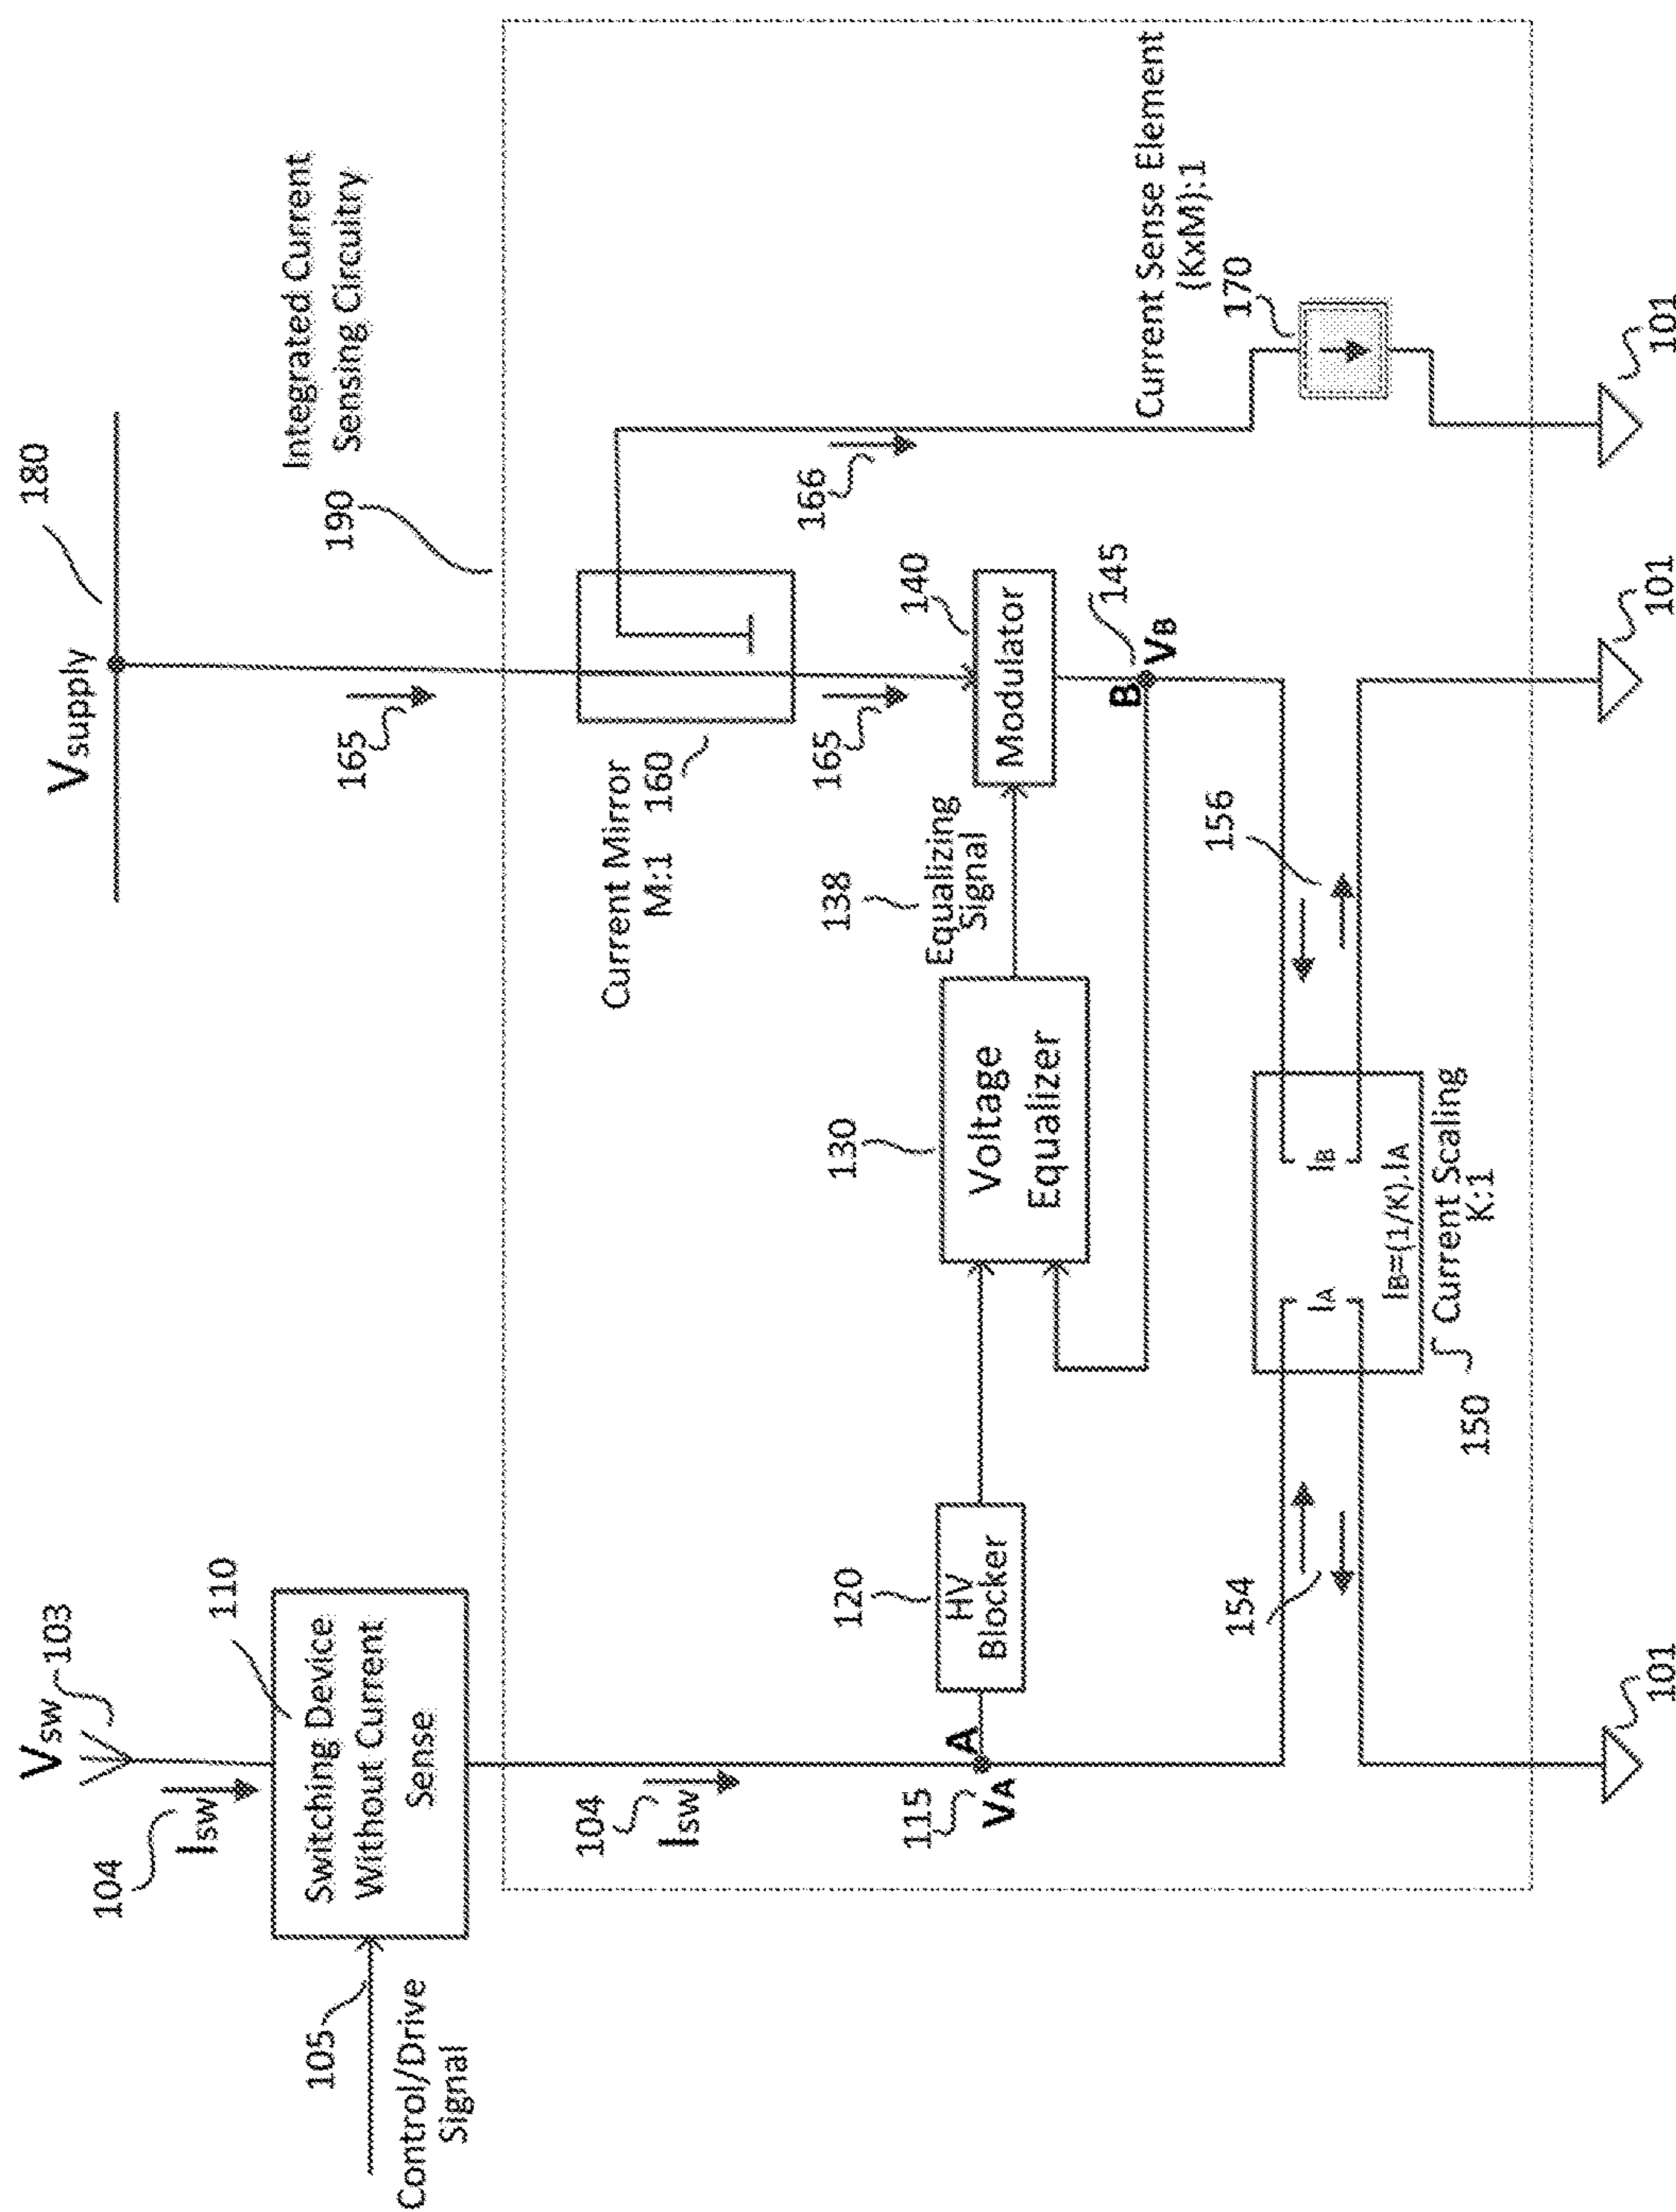 Vsw
103
104
Isw
110
Switching Device
Without Current
Sense
105
Control/Drive
Signal
Vsupply
180
165
Integrated Current
Sensing Circuitry
190
Current Mirror
M:1 160
165
166
104
Isw
115
VA
A
120
HV
Blocker
130
Voltage
Equalizer
138
Equalizing
Signal
140
Modulator
145
B
VB
Current Sense Element
(KxM):1
170
154
156
IA
IB
IB=(1/K).IA
Current Scaling
K:1
150
101
101
101